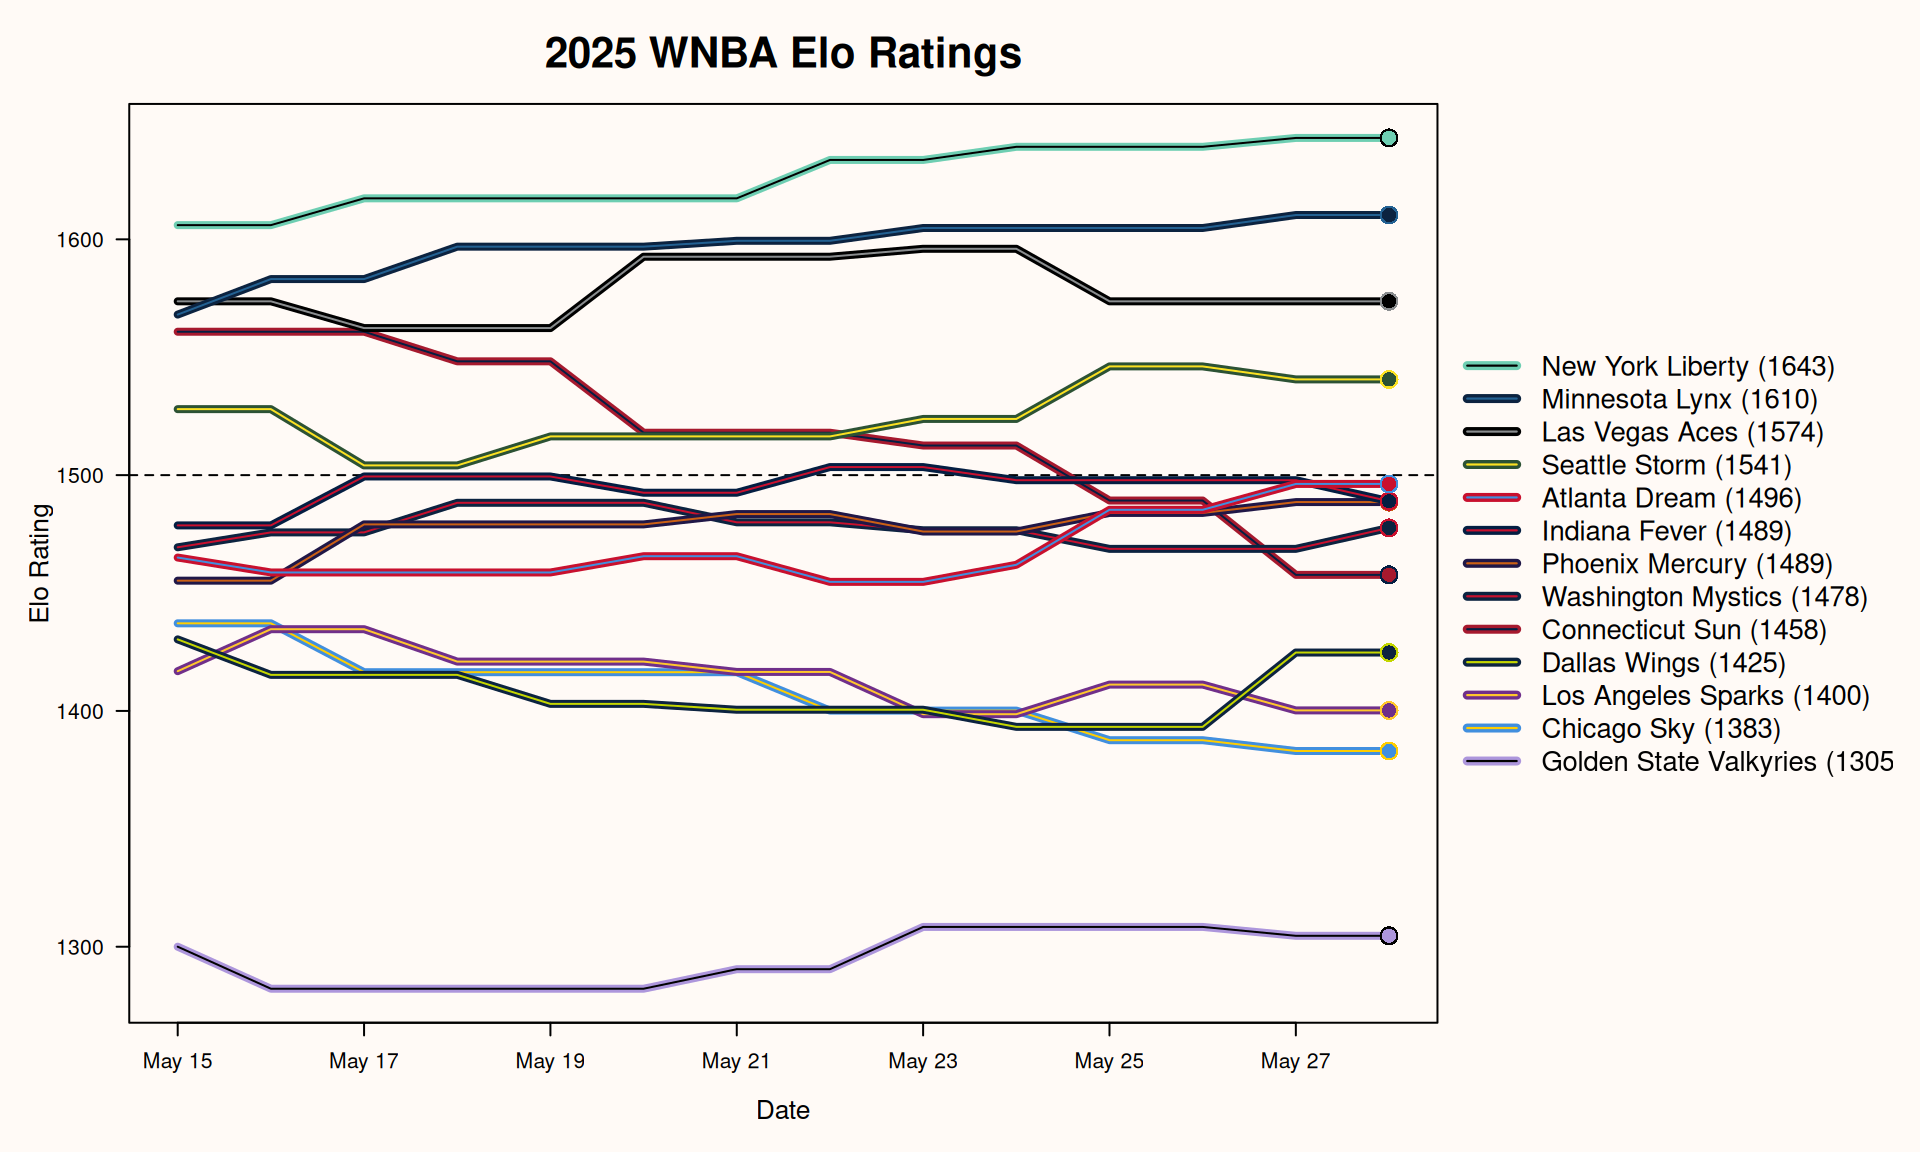 2025 WNBA Elo Ratings
Elo Rating
1600
1500
1400
1300
May 15
May 17
May 19
May 21
May 23
May 25
May 27
Date
New York Liberty (1643)
Minnesota Lynx (1610)
Las Vegas Aces (1574)
Seattle Storm (1541)
Atlanta Dream (1496)
Indiana Fever (1489)
Phoenix Mercury (1489)
Washington Mystics (1478)
Connecticut Sun (1458)
Dallas Wings (1425)
Los Angeles Sparks (1400)
Chicago Sky (1383)
Golden State Valkyries (1305